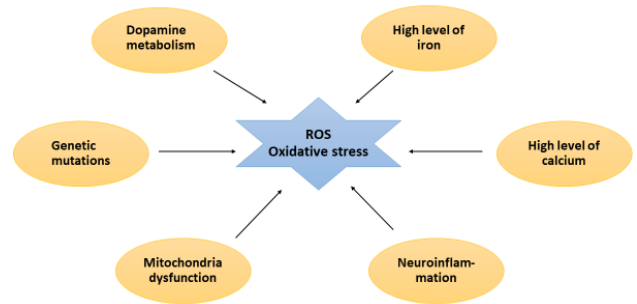 Dopamine
metabolism
High level of
iron
ROS
Oxidative stress
Genetic
mutations
High level of
calcium
Mitochondria
dysfunction
Neuroinflam-
mation